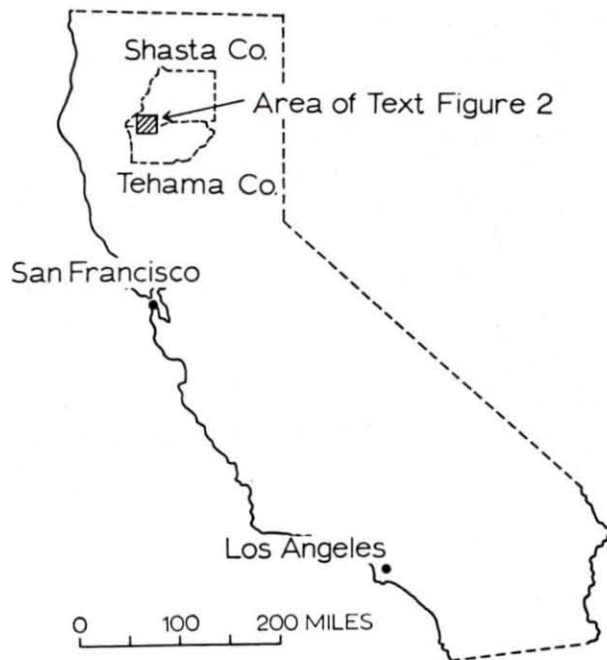 Shasta Co.
Area of Text Figure 2
Tehama Co.
San Francisco
Los Angeles
0 100 200 MILES